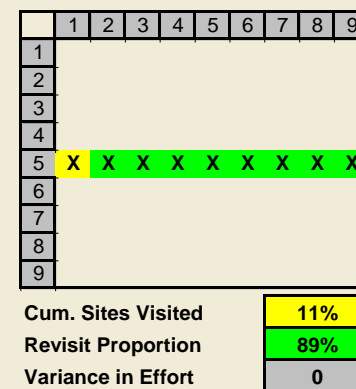 1 2 3 4 5 6 7 8 9
1
2
3
4
5 X X X X X X X X X
6
7
8
9
Cum. Sites Visited 11%
Revisit Proportion 89%
Variance in Effort 0